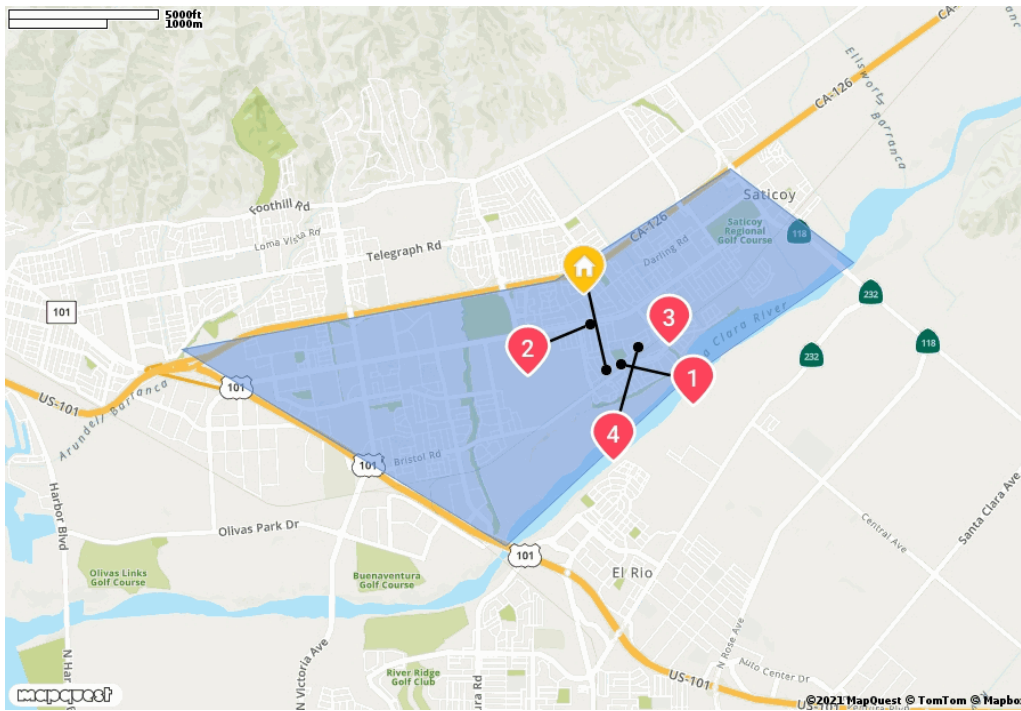 5000ft
1000m
CA-126
Ellsworth Barranca
CA-126
Saticoy
Foothill Rd
Loma Vista Rd
Telegraph Rd
CA-126
Saticoy
Regional
Golf Course
118
Darling Rd
101
232
3
Clara River
118
2
232
101
1
US-101
Arundell Barranca
4
101
Bristol Rd
Harbor Blvd
Olivas Park Dr
Santa Clara Ave
Central Ave
101
Olivas Links
Golf Course
Buenaventura
Golf Course
El Rio
N Rose Ave
N Victoria Ave
Auto Center Dr
River Ridge
Golf Club
US-101
mapquest
©2021 MapQuest © TomTom © Mapbox